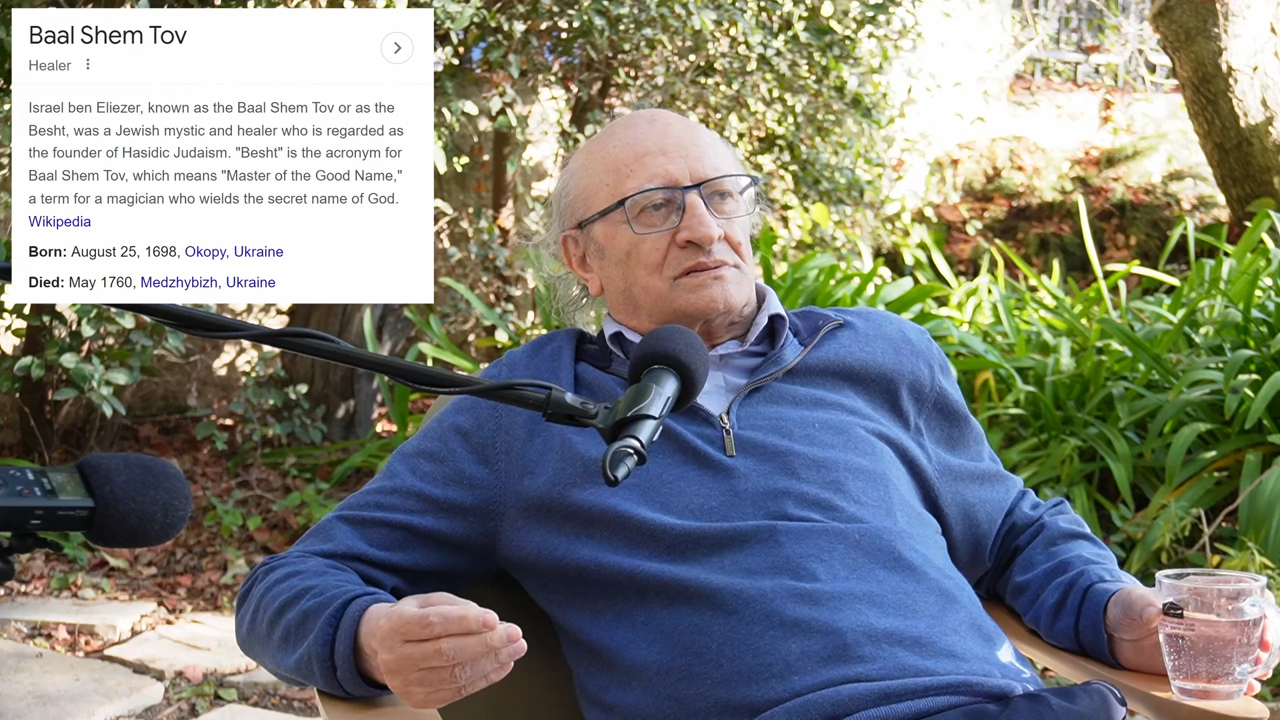 Baal Shem Tov
Healer
Israel ben Eliezer, known as the Baal Shem Tov or as the
Besht, was a Jewish mystic and healer who is regarded as
the founder of Hasidic Judaism. "Besht" is the acronym for
Baal Shem Tov, which means "Master of the Good Name,"
a term for a magician who wields the secret name of God.
Wikipedia
Born: August 25, 1698, Okopy, Ukraine
Died: May 1760, Medzhybizh, Ukraine